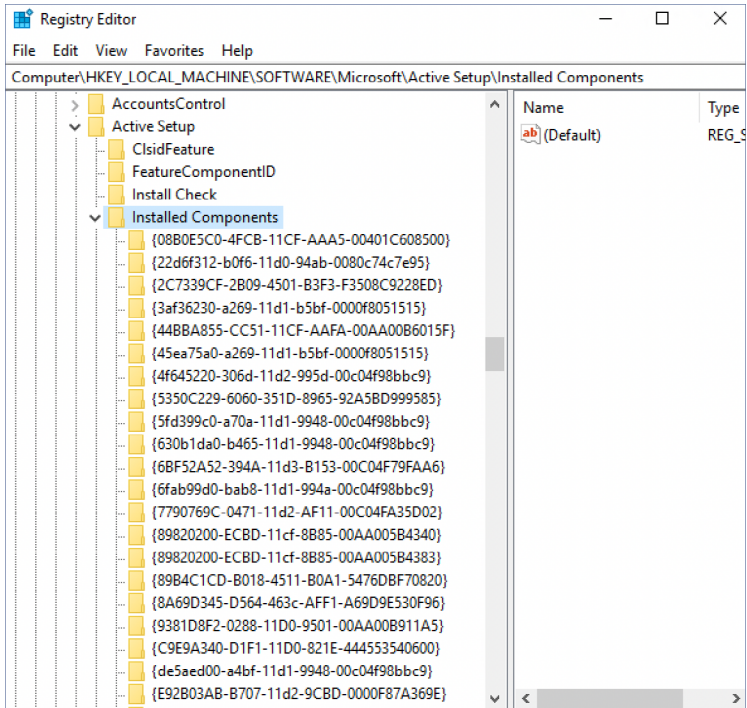 Registry Editor
File Edit View Favorites Help
Computer\HKEY_LOCAL_MACHINE\SOFTWARE\Microsoft\Active Setup\Installed Components
AccountsControl
Active Setup
ClsidFeature
FeatureComponentID
Install Check
Installed Components
{08B0E5C0-4FCB-11CF-AAA5-00401C608500}
{22d6f312-b0f6-11d0-94ab-0080c74c7e95}
{2C7339CF-2B09-4501-B3F3-F3508C9228ED}
{3af36230-a269-11d1-b5bf-0000f8051515}
{44BBA855-CC51-11CF-AAFA-00AA00B6015F}
{45ea75a0-a269-11d1-b5bf-0000f8051515}
{4f645220-306d-11d2-995d-00c04f98bbc9}
{5350C229-6060-351D-8965-92A5BD999585}
{5fd399c0-a70a-11d1-9948-00c04f98bbc9}
{630b1da0-b465-11d1-9948-00c04f98bbc9}
{6BF52A52-394A-11d3-B153-00C04F79FAA6}
{6fab99d0-bab8-11d1-994a-00c04f98bbc9}
{7790769C-0471-11d2-AF11-00C04FA35D02}
{89820200-ECBD-11cf-8B85-00AA005B4340}
{89820200-ECBD-11cf-8B85-00AA005B4383}
{89B4C1CD-B018-4511-B0A1-5476DBF70820}
{8A69D345-D564-463c-AFF1-A69D9E530F96}
{9381D8F2-0288-11D0-9501-00AA00B911A5}
{C9E9A340-D1F1-11D0-821E-444553540600}
{de5aed00-a4bf-11d1-9948-00c04f98bbc9}
{E92B03AB-B707-11d2-9CBD-0000F87A369E}
Name Type
ab (Default) REG_S